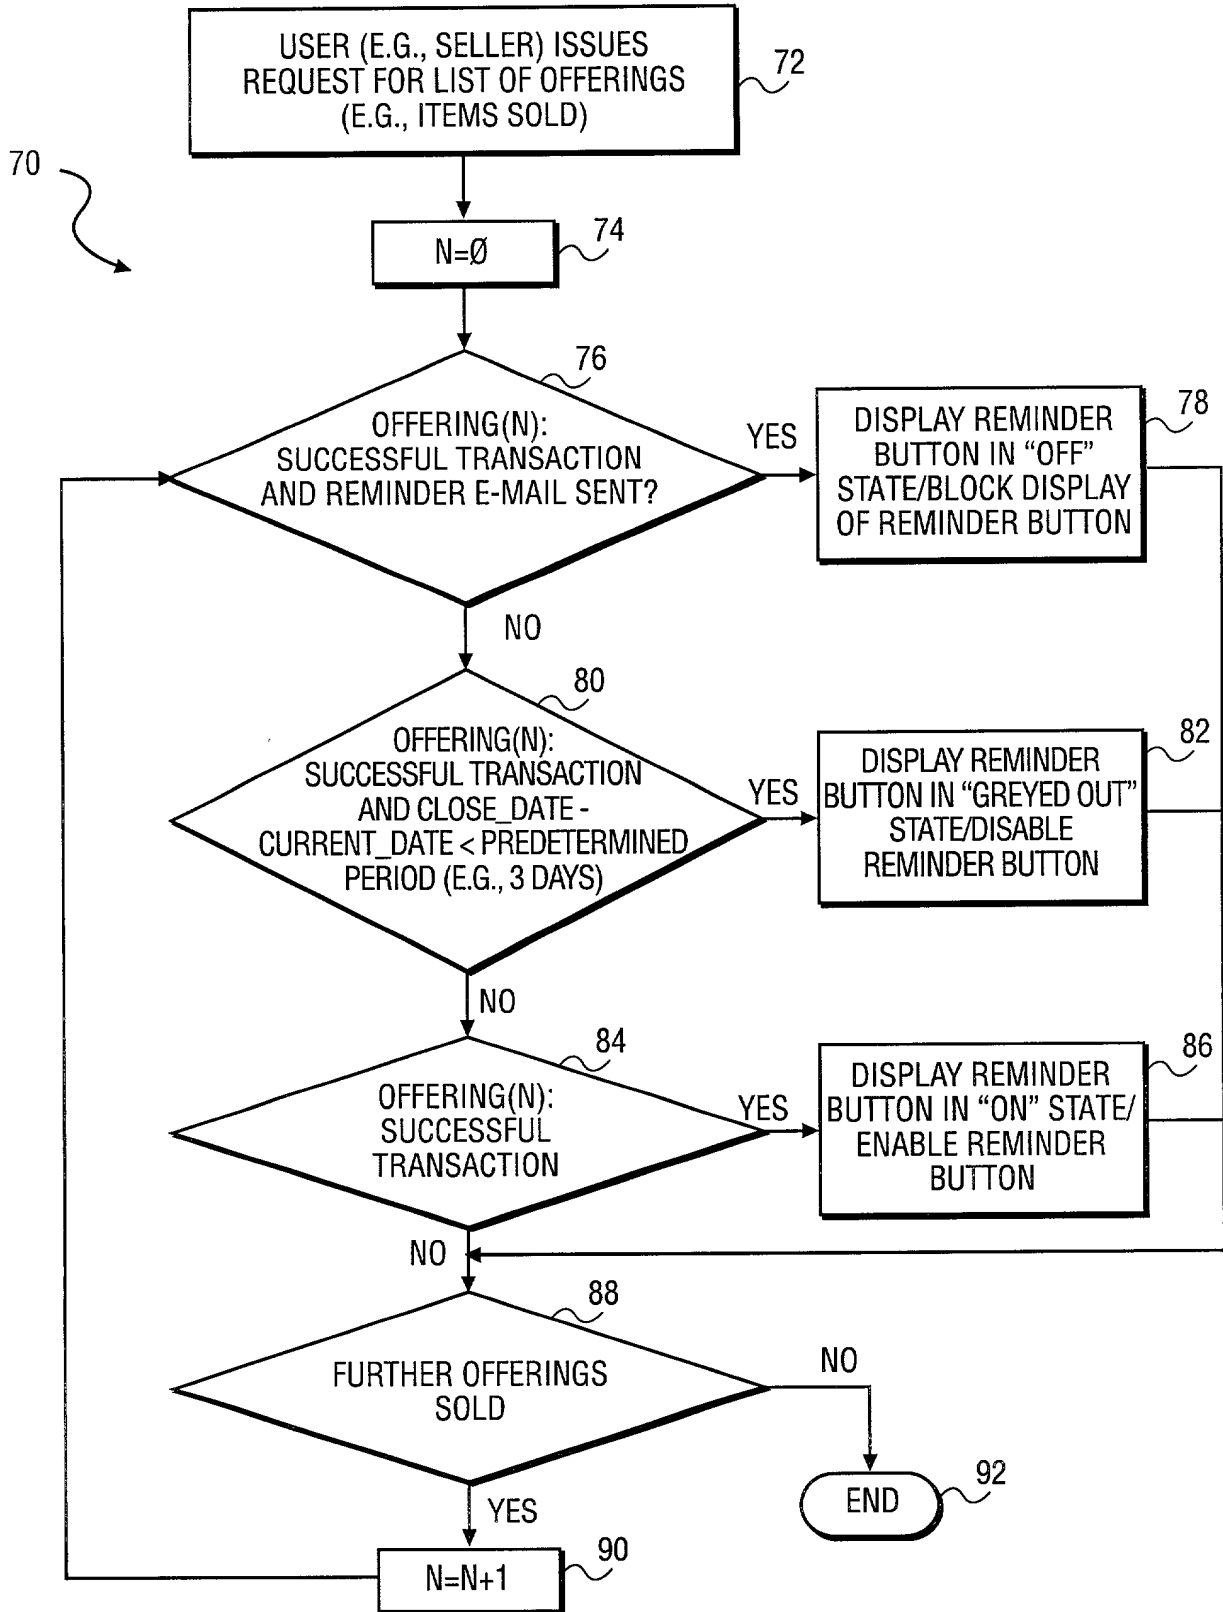 USER (E.G., SELLER) ISSUES
REQUEST FOR LIST OF OFFERINGS
(E.G., ITEMS SOLD)
72
70
N=Ø
74
76
OFFERING(N):
SUCCESSFUL TRANSACTION
AND REMINDER E-MAIL SENT?
YES
DISPLAY REMINDER
BUTTON IN “OFF”
STATE/BLOCK DISPLAY
OF REMINDER BUTTON
78
NO
80
OFFERING(N):
SUCCESSFUL TRANSACTION
AND CLOSE_DATE -
CURRENT_DATE < PREDETERMINED
PERIOD (E.G., 3 DAYS)
YES
DISPLAY REMINDER
BUTTON IN “GREYED OUT”
STATE/DISABLE
REMINDER BUTTON
82
NO
84
OFFERING(N):
SUCCESSFUL
TRANSACTION
YES
DISPLAY REMINDER
BUTTON IN “ON” STATE/
ENABLE REMINDER
BUTTON
86
NO
88
FURTHER OFFERINGS
SOLD
NO
END
92
YES
N=N+1
90